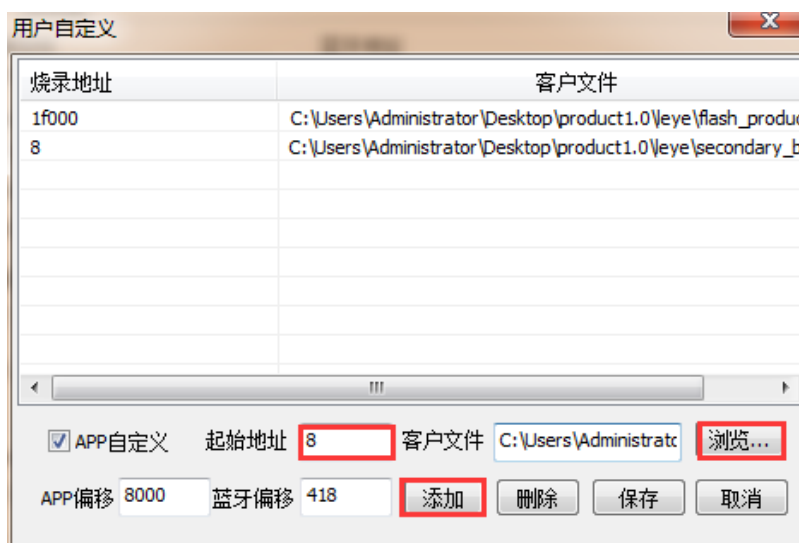 用户自定义
烧录地址 客户文件
1f000 C:\Users\Administrator\Desktop\product1.0\leye\flash_produc
8 C:\Users\Administrator\Desktop\product1.0\leye\secondary_b
APP自定义 起始地址 8 客户文件 C:\Users\Administratc 浏览...
APP偏移 8000 蓝牙偏移 418 添加 删除 保存 取消